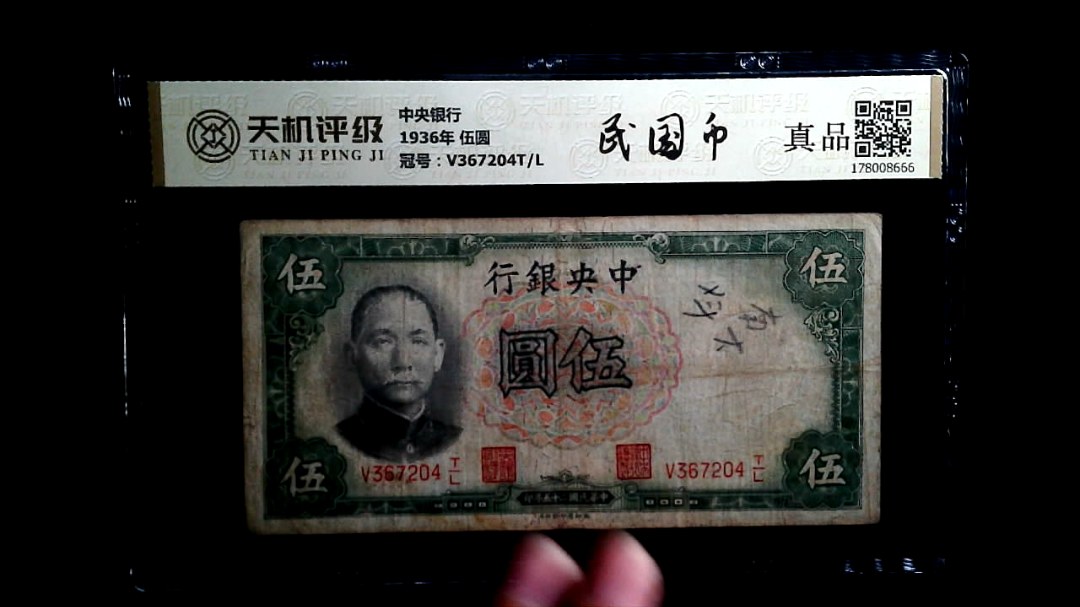 天机评级
TIAN JI PING JI
中央银行
1936年 伍圆
冠号：V367204T/L
民国币
真品
178008666
伍
伍
行銀央中
圓伍
V367204 T/L
V367204 T/L
伍
伍